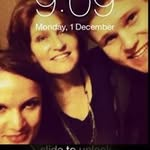 9:09
Monday, 1 December
slide to unlock